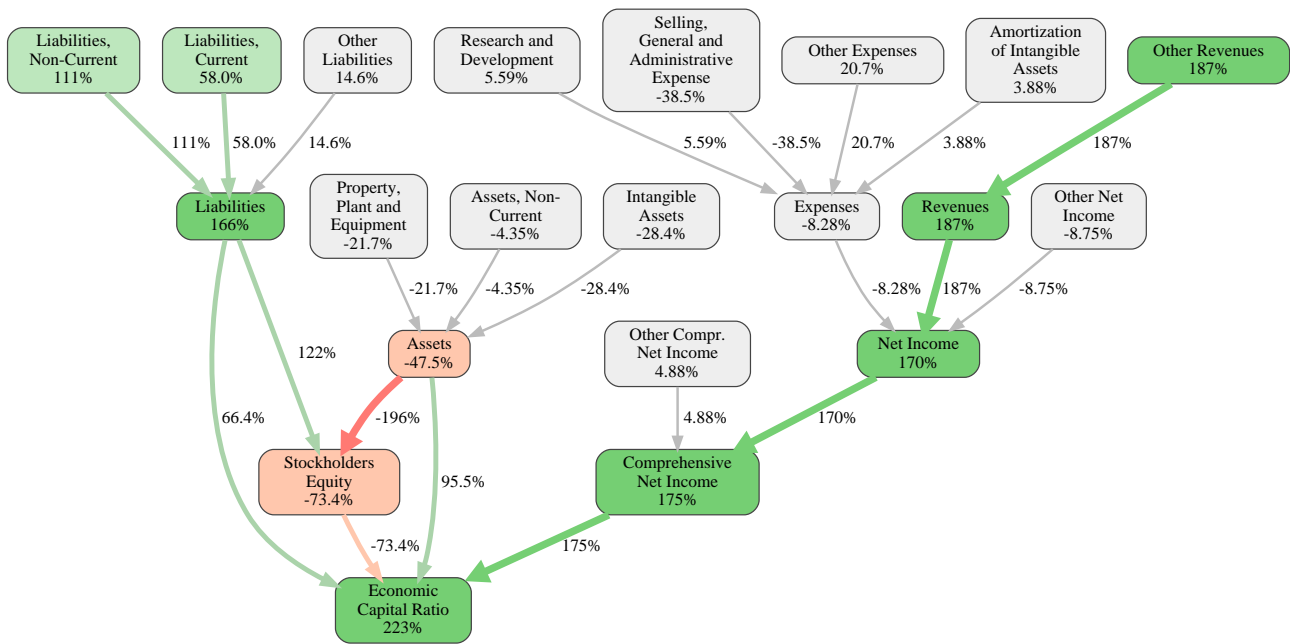 Liabilities,
Non-Current
111%
Liabilities,
Current
58.0%
Other
Liabilities
14.6%
Research and
Development
5.59%
Selling,
General and
Administrative
Expense
-38.5%
Other Expenses
20.7%
Amortization
of Intangible
Assets
3.88%
Other Revenues
187%
111%
58.0%
14.6%
5.59%
-38.5%
20.7%
3.88%
187%
Liabilities
166%
Property,
Plant and
Equipment
-21.7%
Assets, Non-
Current
-4.35%
Intangible
Assets
-28.4%
Expenses
-8.28%
Revenues
187%
Other Net
Income
-8.75%
-21.7%
-4.35%
-28.4%
-8.28%
187%
-8.75%
122%
Assets
-47.5%
Other Compr.
Net Income
4.88%
Net Income
170%
66.4%
-196%
4.88%
170%
Stockholders
Equity
-73.4%
95.5%
Comprehensive
Net Income
175%
-73.4%
175%
Economic
Capital Ratio
223%